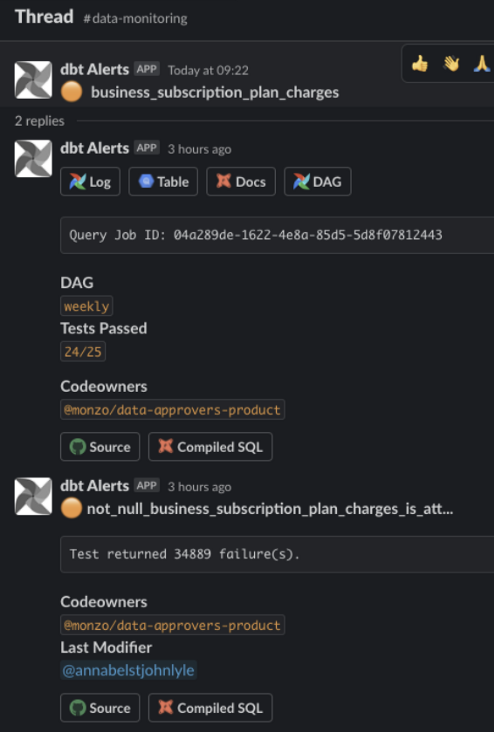 Thread #data-monitoring
dbt Alerts APP Today at 09:22
business_subscription_plan_charges
2 replies
dbt Alerts APP 3 hours ago
Log Table Docs DAG
Query Job ID: 04a289de-1622-4e8a-85d5-5d8f07812443
DAG
weekly
Tests Passed
24/25
Codeowners
@monzo/data-approvers-product
Source Compiled SQL
dbt Alerts APP 3 hours ago
not_null_business_subscription_plan_charges_is_att...
Test returned 34889 failure(s).
Codeowners
@monzo/data-approvers-product
Last Modifier
@annabelstjohnlyle
Source Compiled SQL